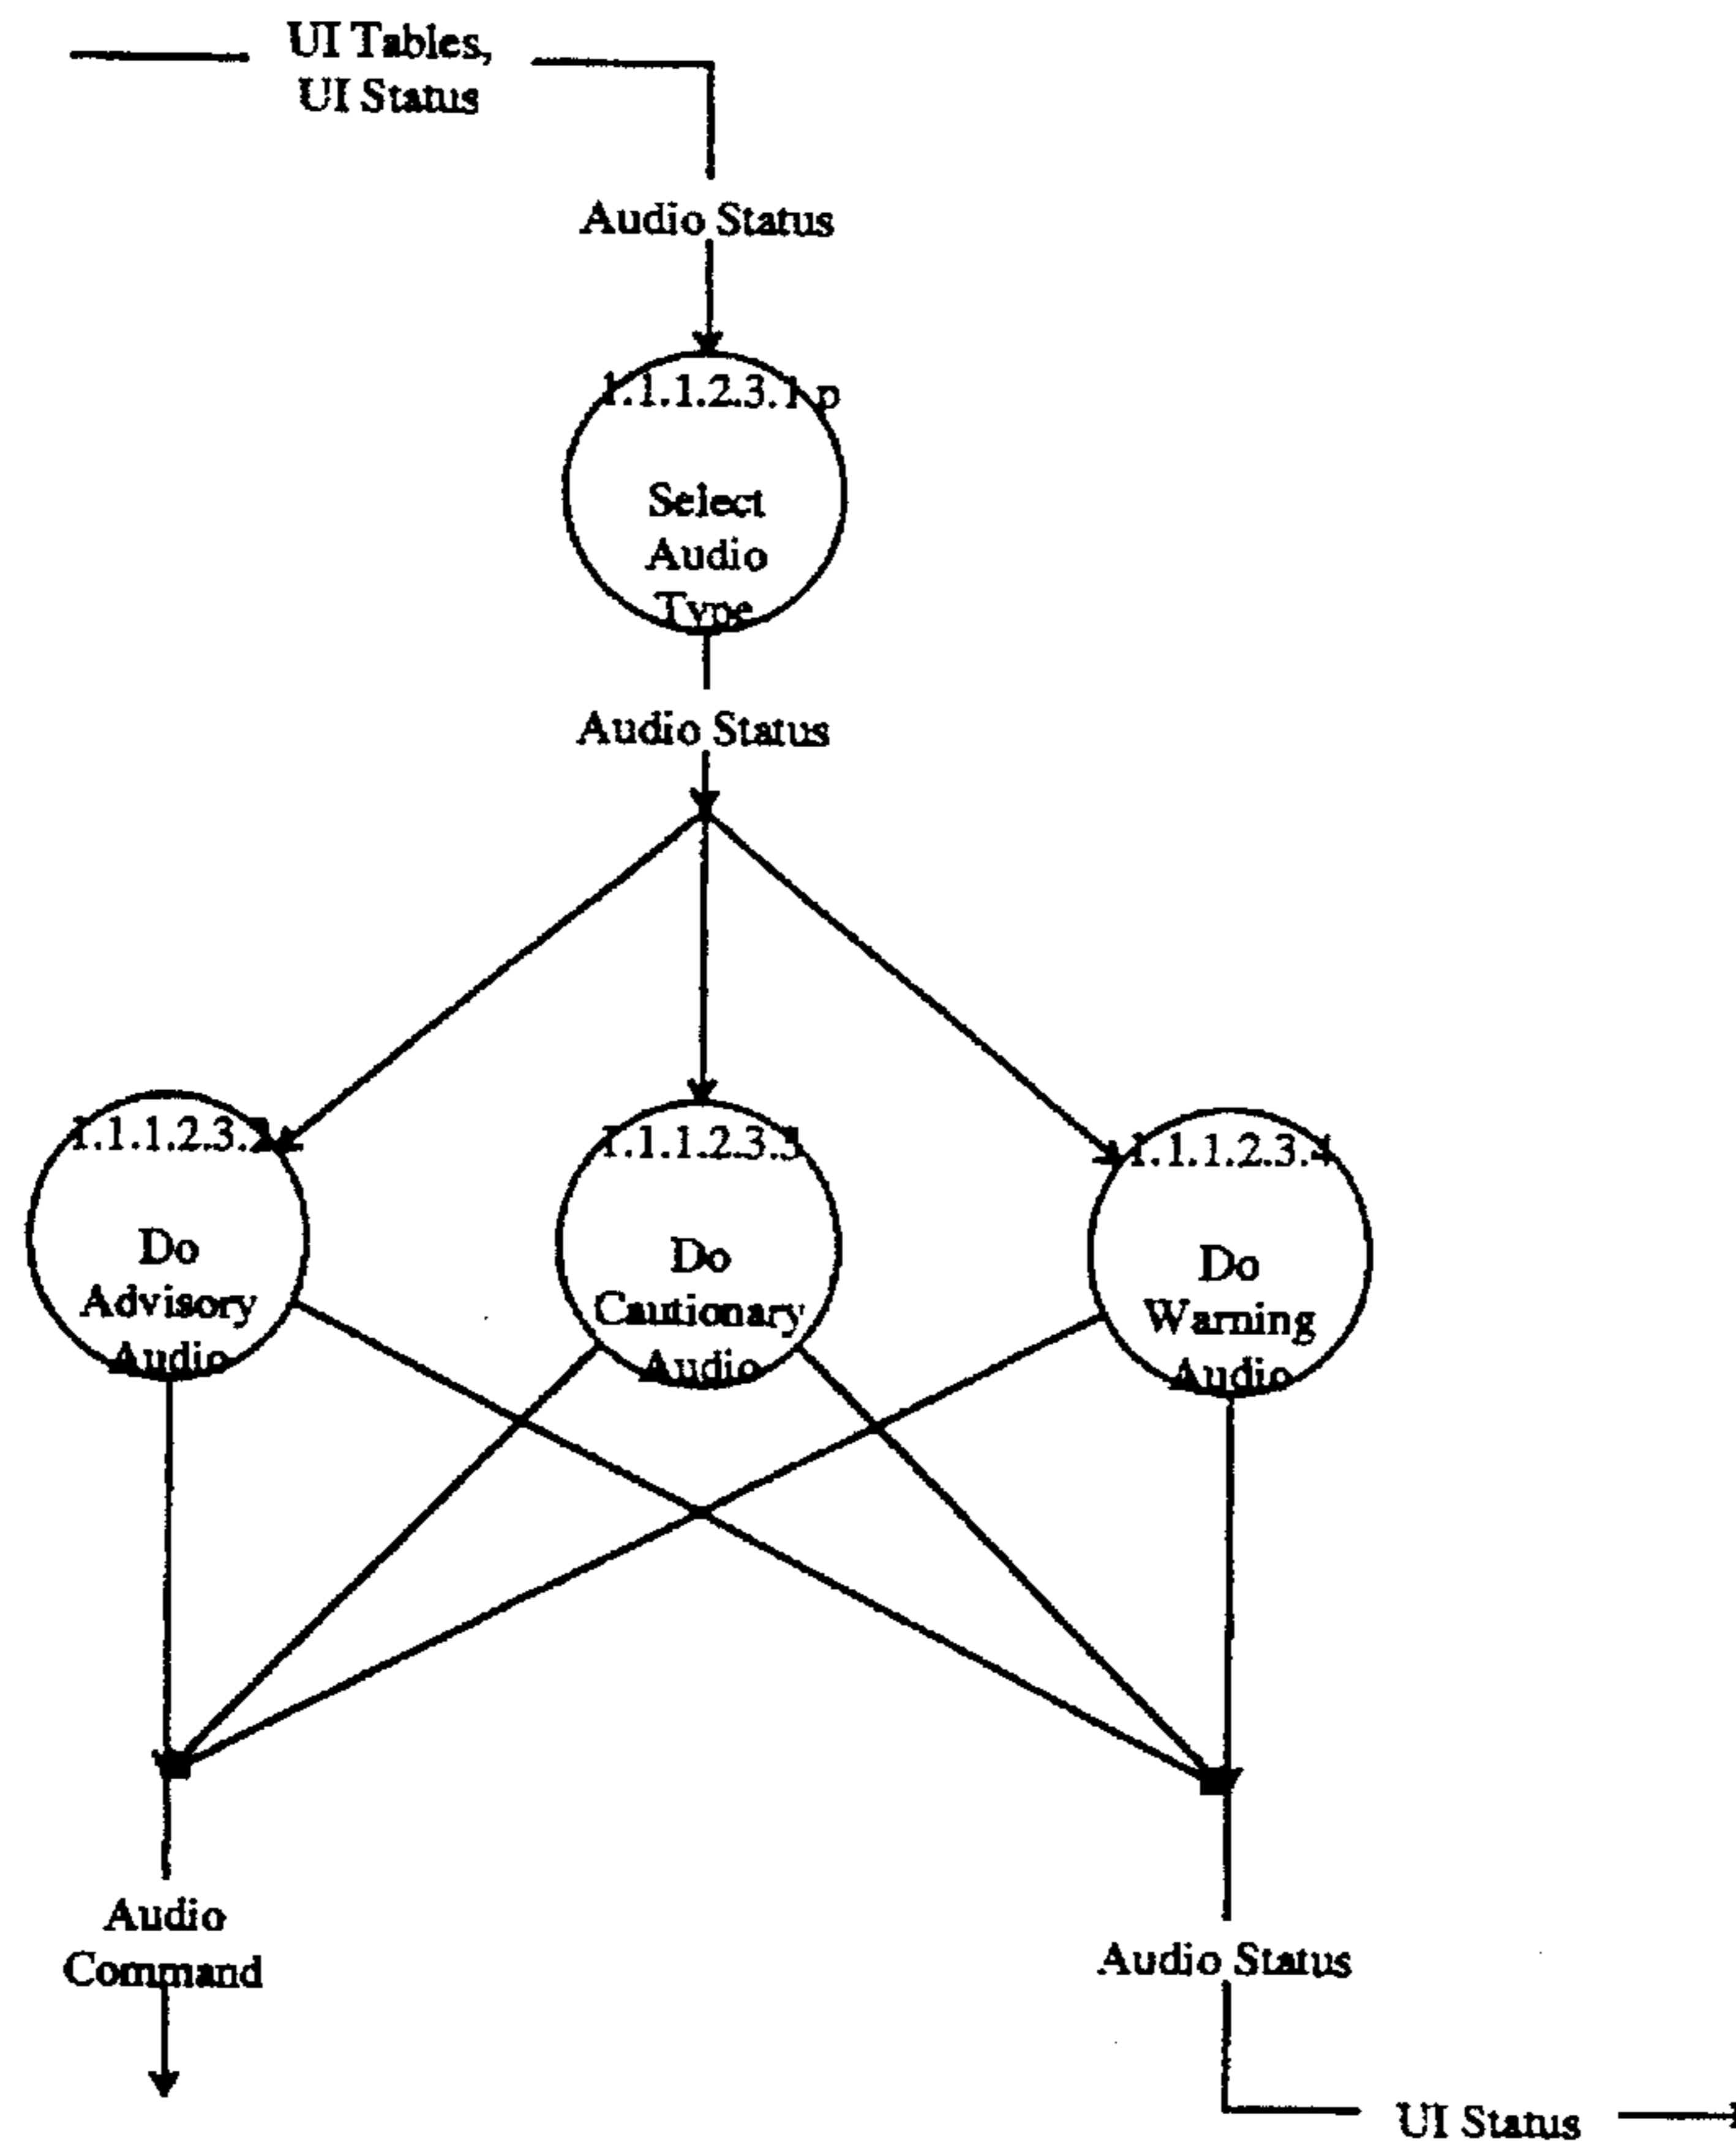 UI Tables,
UI Status
Audio Status
1.1.1.2.3.1 p
Select
Audio
Type
Audio Status
1.1.1.2.3.2
Do
Advisory
Audio
1.1.1.2.3.3
Do
Cautionary
Audio
1.1.1.2.3.4
Do
Warning
Audio
Audio
Command
Audio Status
UI Status